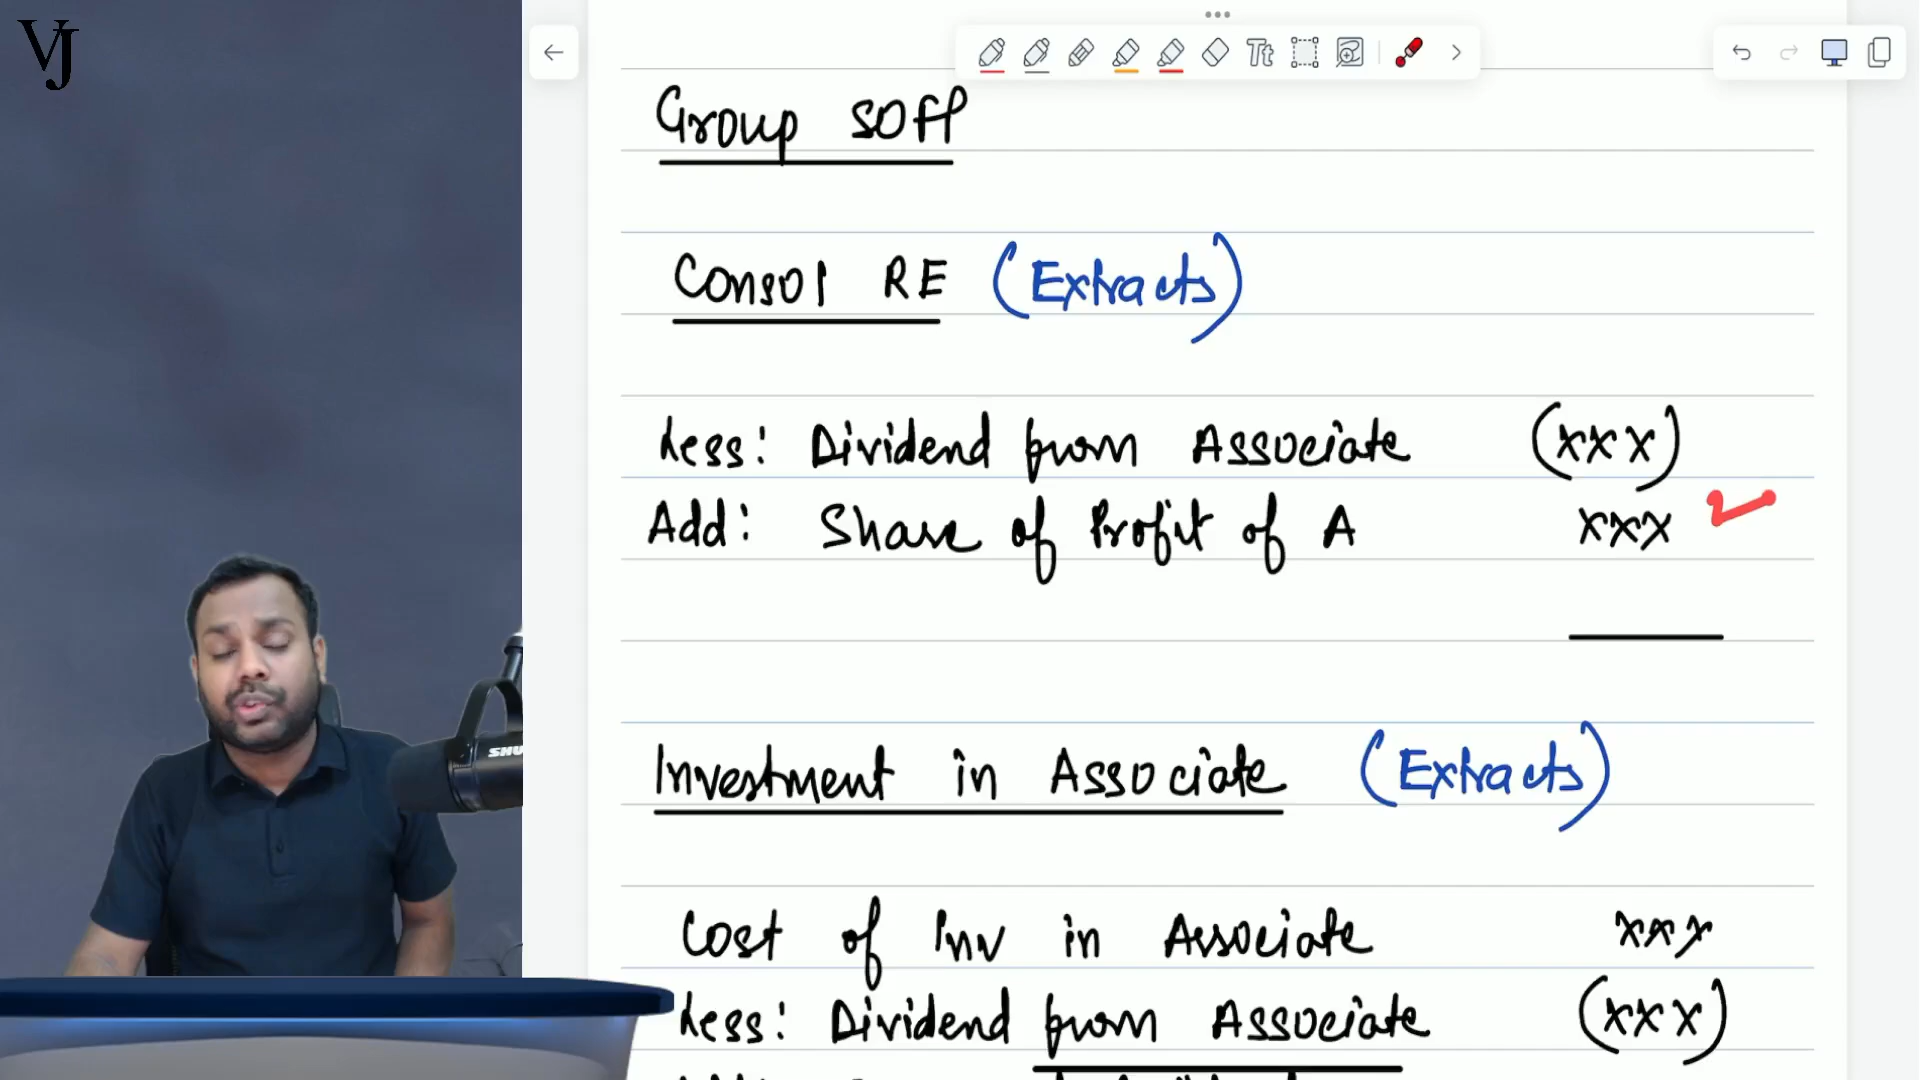 VJ
Tt
Group SOFP
Consol RE (Extracts)
Less: Dividend from Associate (xxx)
Add: Share of Profit of A xxx
Investment in Associate (Extracts)
Cost of Inv in Associate xxx
Less: Dividend from Associate (xxx)
SHU